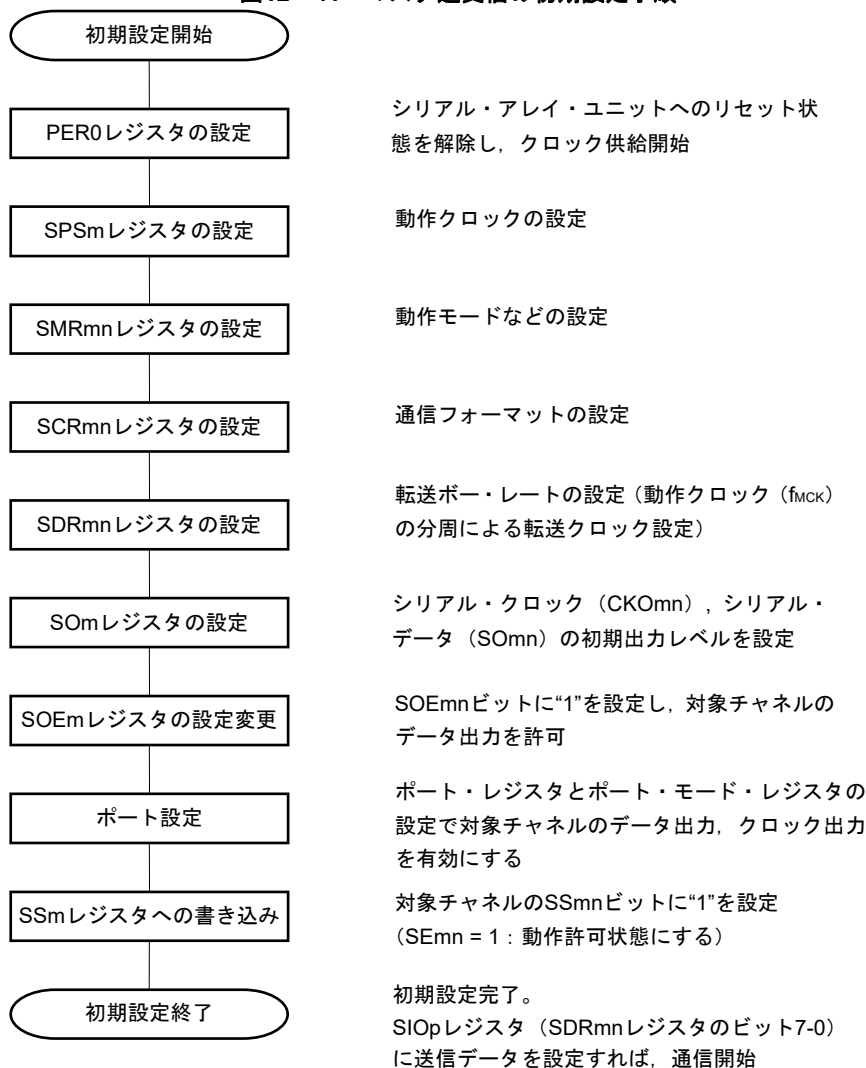 初期設定開始
PER0レジスタの設定
シリアル・アレイ・ユニットへのリセット状
態を解除し，クロック供給開始
SPSmレジスタの設定
動作クロックの設定
SMRmnレジスタの設定
動作モードなどの設定
SCRmnレジスタの設定
通信フォーマットの設定
SDRmnレジスタの設定
転送ボー・レートの設定（動作クロック（fMCK）
の分周による転送クロック設定）
SOmレジスタの設定
シリアル・クロック（CKOmn）, シリアル・
データ（SOmn）の初期出力レベルを設定
SOEmレジスタの設定変更
SOEmnビットに“1”を設定し，対象チャネルの
データ出力を許可
ポート設定
ポート・レジスタとポート・モード・レジスタの
設定で対象チャネルのデータ出力，クロック出力
を有効にする
SSmレジスタへの書き込み
対象チャネルのSSmnビットに“1”を設定
（SEmn = 1：動作許可状態にする）
初期設定終了
初期設定完了。
SIOpレジスタ（SDRmnレジスタのビット7-0）
に送信データを設定すれば，通信開始